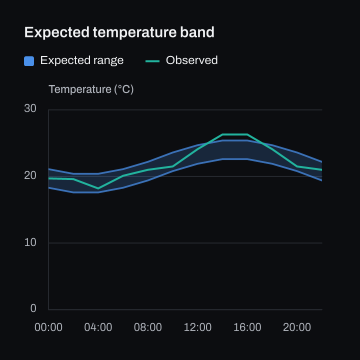 Expected temperature band
Expected range Observed
Temperature (°C)
30
20
10
0
00:00 04:00 08:00 12:00 16:00 20:00